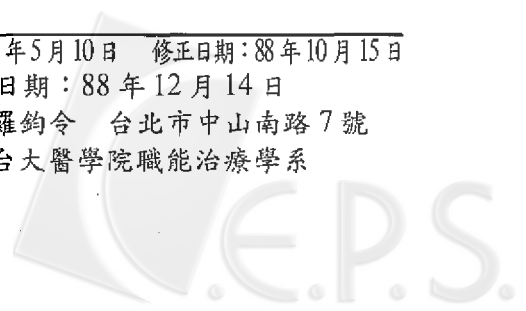 年5月10日　修正日期：88年10月15日
日期：88年12月14日
羅鈞令　台北市中山南路7號
台大醫學院職能治療學系
C.E.P.S.